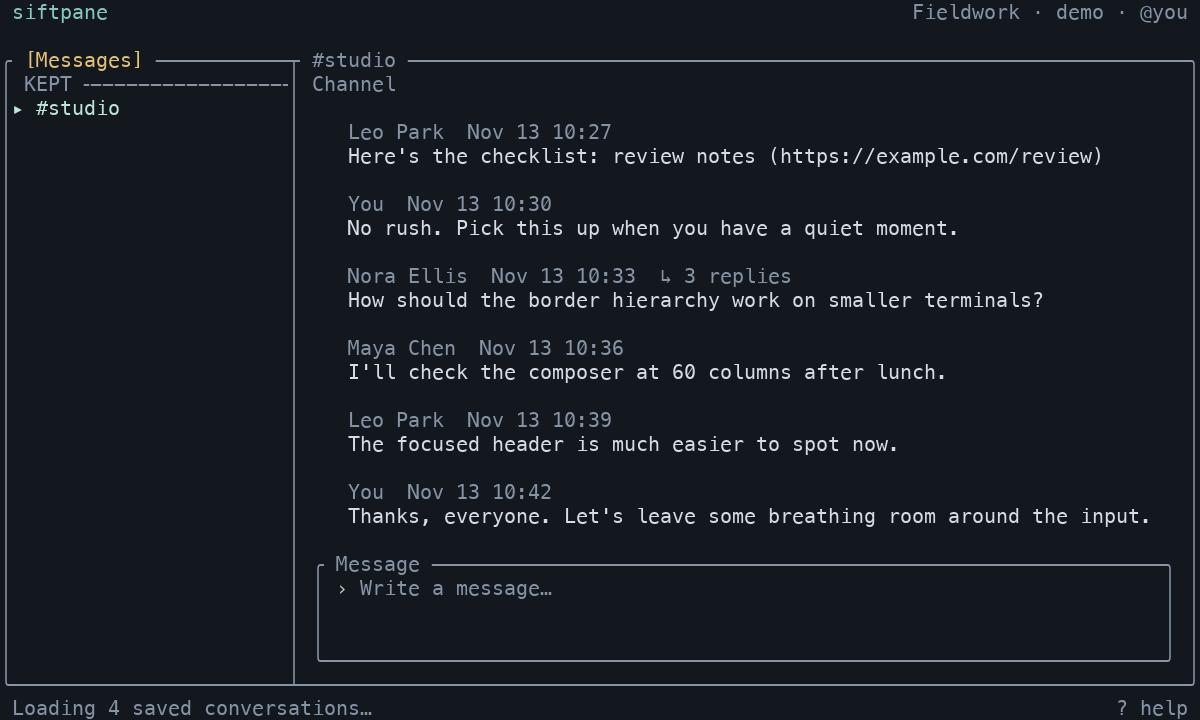 siftpane Fieldwork · demo · @you
[Messages] #studio
KEPT Channel
▸ #studio
Leo Park Nov 13 10:27
Here's the checklist: review notes (https://example.com/review)
You Nov 13 10:30
No rush. Pick this up when you have a quiet moment.
Nora Ellis Nov 13 10:33 ↳ 3 replies
How should the border hierarchy work on smaller terminals?
Maya Chen Nov 13 10:36
I'll check the composer at 60 columns after lunch.
Leo Park Nov 13 10:39
The focused header is much easier to spot now.
You Nov 13 10:42
Thanks, everyone. Let's leave some breathing room around the input.
Message
› Write a message…
Loading 4 saved conversations… ? help